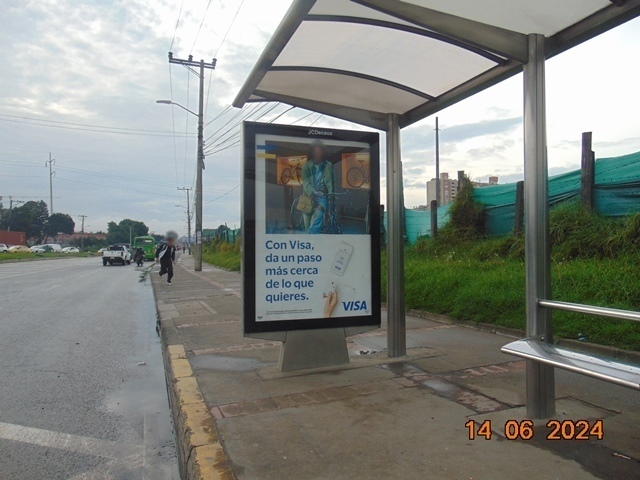 JCDecaux
Con Visa,
da un paso
más cerca
de lo que
quieres.
VISA
14 06 2024